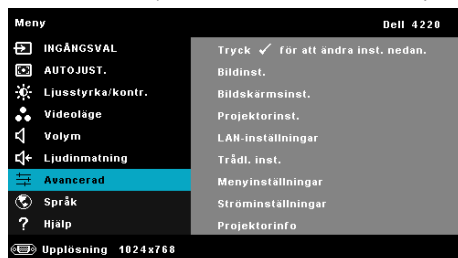 Meny Dell 4220
INGÅNGSVAL
AUTOJUST.
Ljusstyrka/kontr.
Videoläge
Volym
Ljudinmatning
Avancerad
Språk
Hjälp
Tryck ✓ för att ändra inst. nedan.
Bildinst.
Bildskärmsinst.
Projektorinst.
LAN-inställningar
Trådl. inst.
Menyinställningar
Ströminställningar
Projektorinfo
Upplösning 1024x768